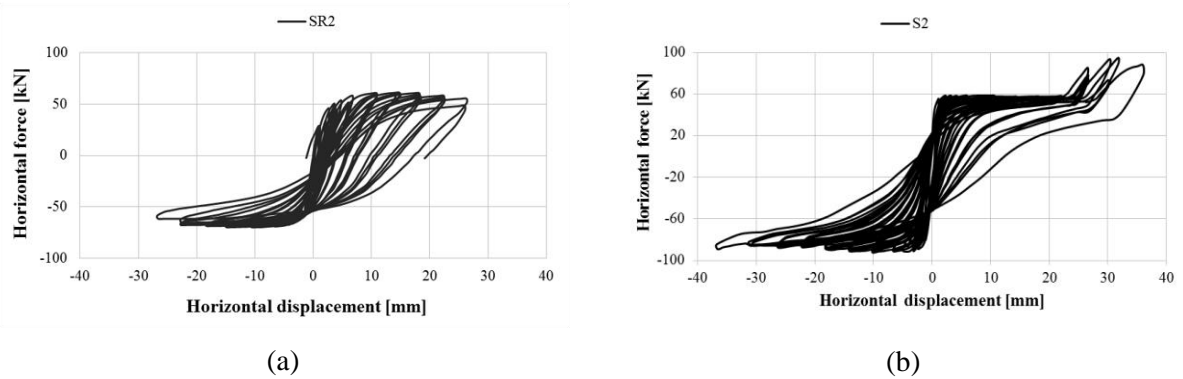 SR2
100
50
0
-50
-100
-40 -30 -20 -10 0 10 20 30 40
Horizontal force [kN]
Horizontal displacement [mm]
(a)
S2
100
60
20
-20
-60
-100
-40 -30 -20 -10 0 10 20 30 40
Horizontal force [kN]
Horizontal displacement [mm]
(b)